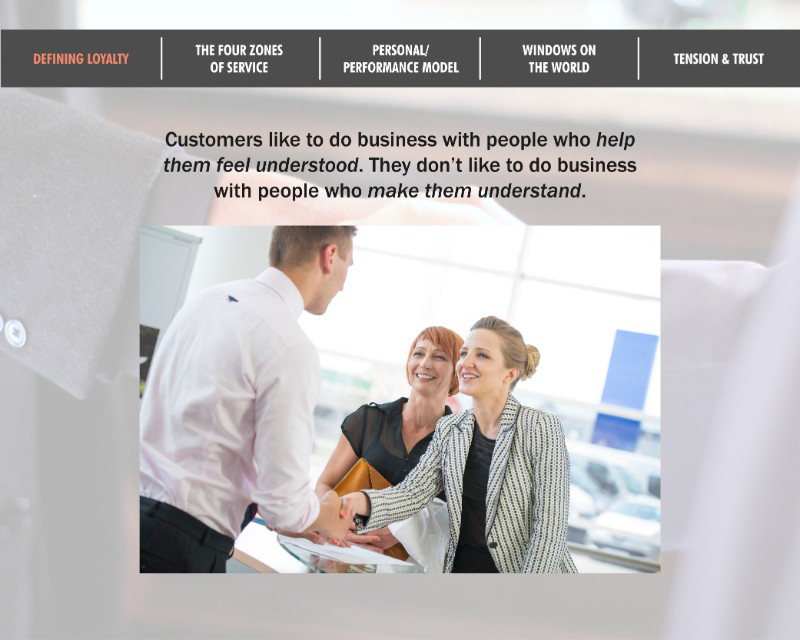 DEFINING LOYALTY
THE FOUR ZONES
OF SERVICE
PERSONAL/
PERFORMANCE MODEL
WINDOWS ON
THE WORLD
TENSION & TRUST
Customers like to do business with people who help
them feel understood. They don’t like to do business
with people who make them understand.